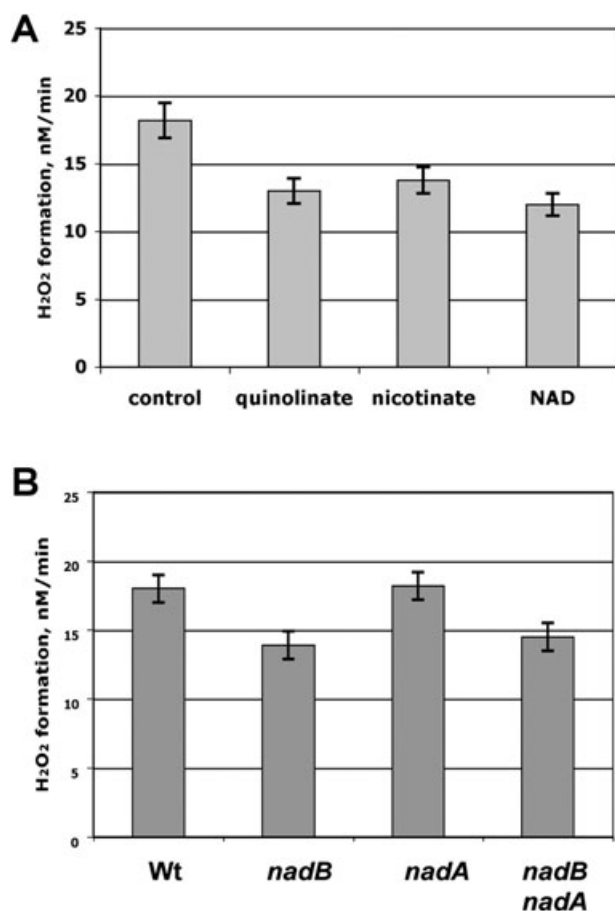 A
H₂O₂ formation, nM/min
25
20
15
10
5
0
control quinolinate nicotinate NAD
B
H₂O₂ formation, nM/min
25
20
15
10
5
0
Wt nadB nadA nadB
nadA